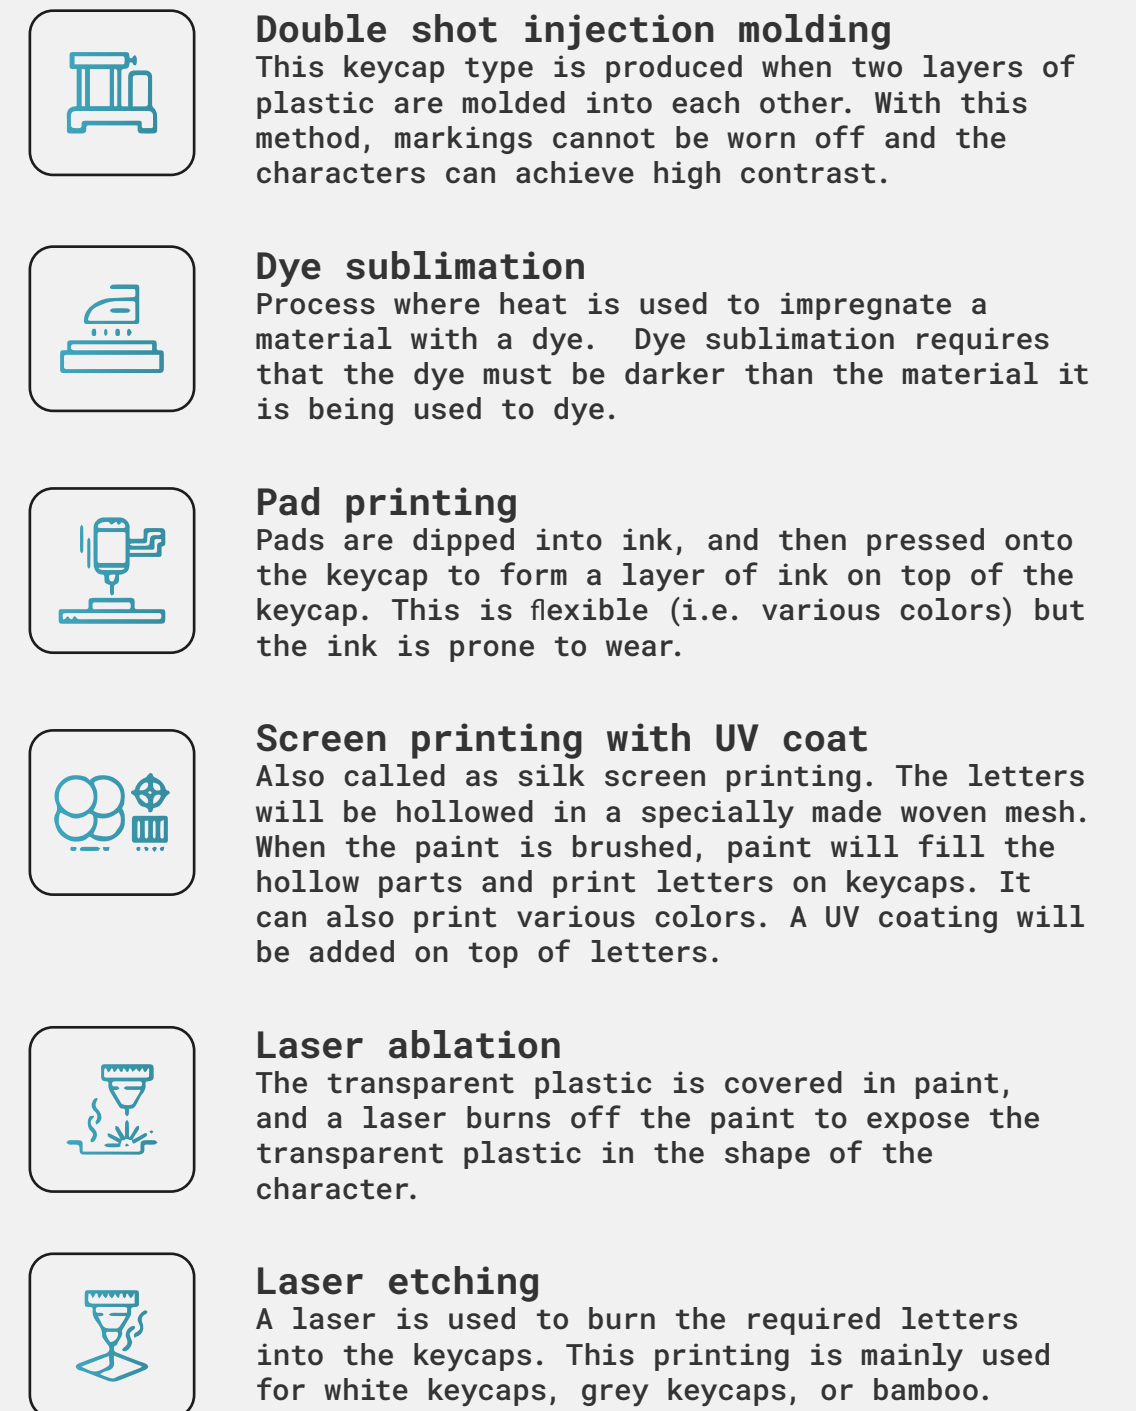 Double shot injection molding
This keycap type is produced when two layers of
plastic are molded into each other. With this
method, markings cannot be worn off and the
characters can achieve high contrast.
Dye sublimation
Process where heat is used to impregnate a
material with a dye.  Dye sublimation requires
that the dye must be darker than the material it
is being used to dye.
Pad printing
Pads are dipped into ink, and then pressed onto
the keycap to form a layer of ink on top of the
keycap. This is flexible (i.e. various colors) but
the ink is prone to wear.
Screen printing with UV coat
Also called as silk screen printing. The letters
will be hollowed in a specially made woven mesh.
When the paint is brushed, paint will fill the
hollow parts and print letters on keycaps. It
can also print various colors. A UV coating will
be added on top of letters.
Laser ablation
The transparent plastic is covered in paint,
and a laser burns off the paint to expose the
transparent plastic in the shape of the
character.
Laser etching
A laser is used to burn the required letters
into the keycaps. This printing is mainly used
for white keycaps, grey keycaps, or bamboo.